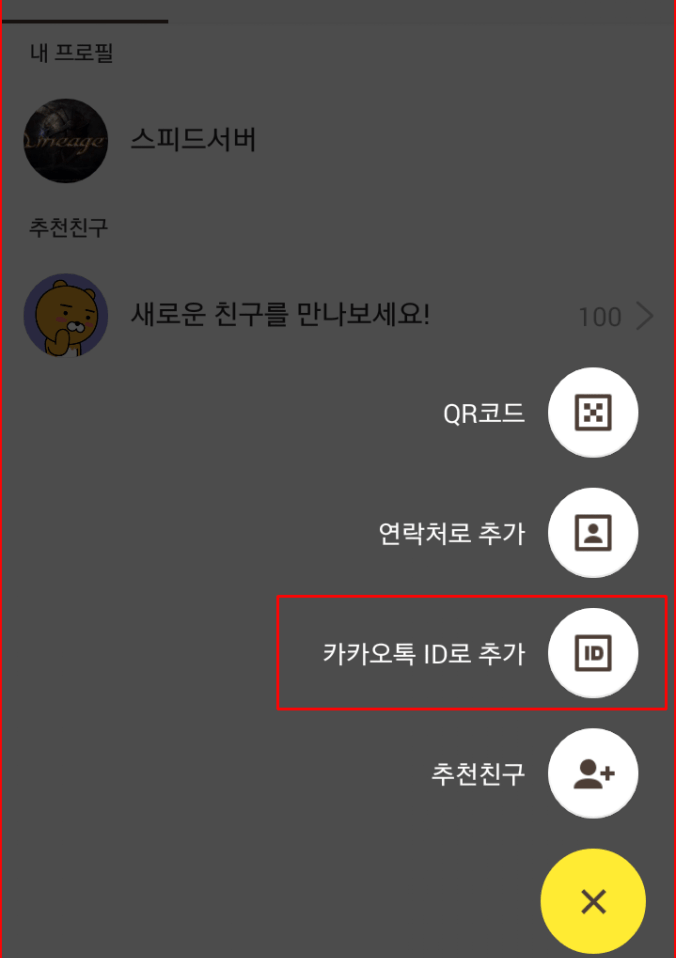 내 프로필
Lineage
스피드서버
추천친구
새로운 친구를 만나보세요!
100
QR코드
연락처로 추가
카카오톡 ID로 추가
ID
추천친구